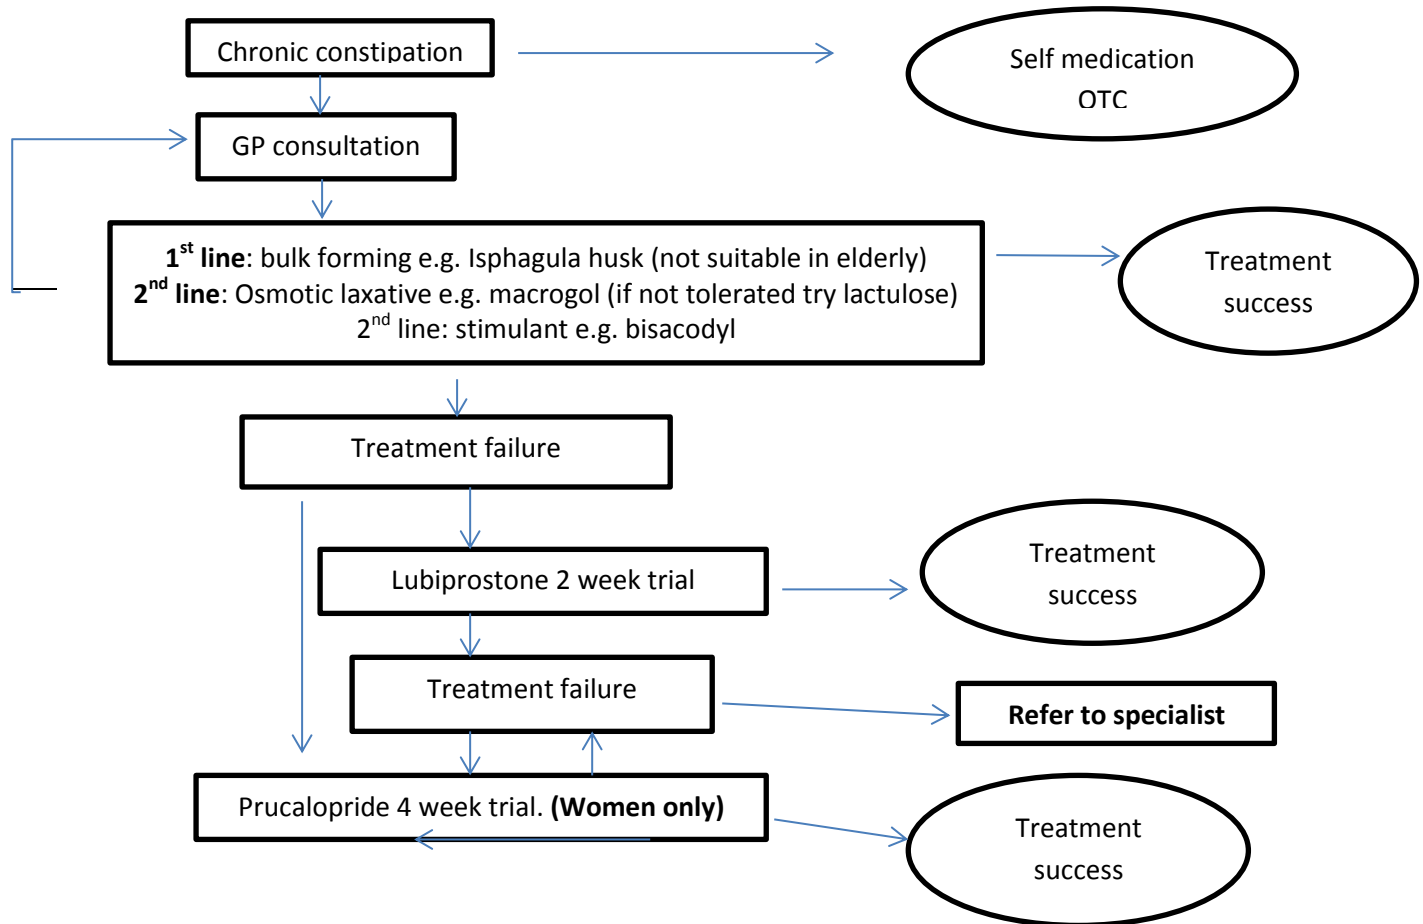 Chronic constipation
Self medication
OTC
GP consultation
1st line: bulk forming e.g. Isphagula husk (not suitable in elderly)
2nd line: Osmotic laxative e.g. macrogol (if not tolerated try lactulose)
2nd line: stimulant e.g. bisacodyl
Treatment
success
Treatment failure
Lubiprostone 2 week trial
Treatment
success
Treatment failure
Refer to specialist
Prucalopride 4 week trial. (Women only)
Treatment
success